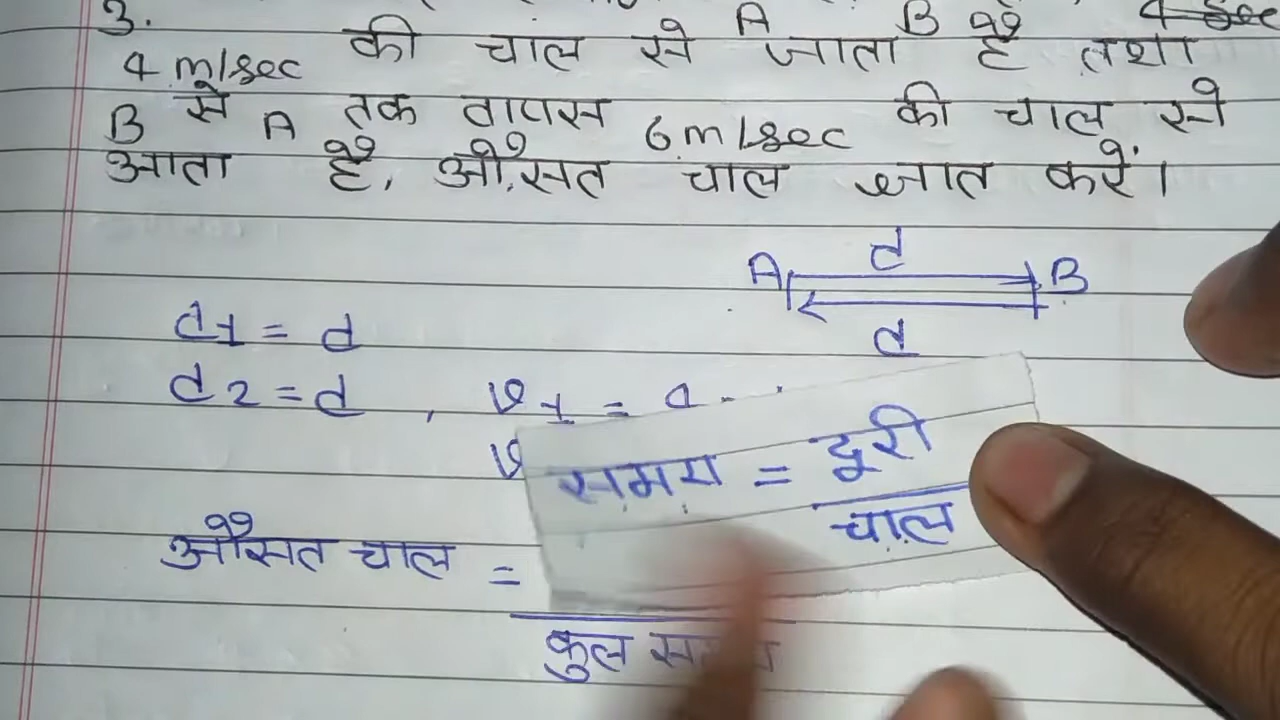 3.
4 m/sec की चाल से A जाता B है तथा
B से A तक वापस 6 m/sec की चाल से
आता है, औसत चाल ज्ञात करें।
A d B
d
d1 = d
d2 = d , v1 = 4
v
समय = दूरी
चाल
औसत चाल =
कुल